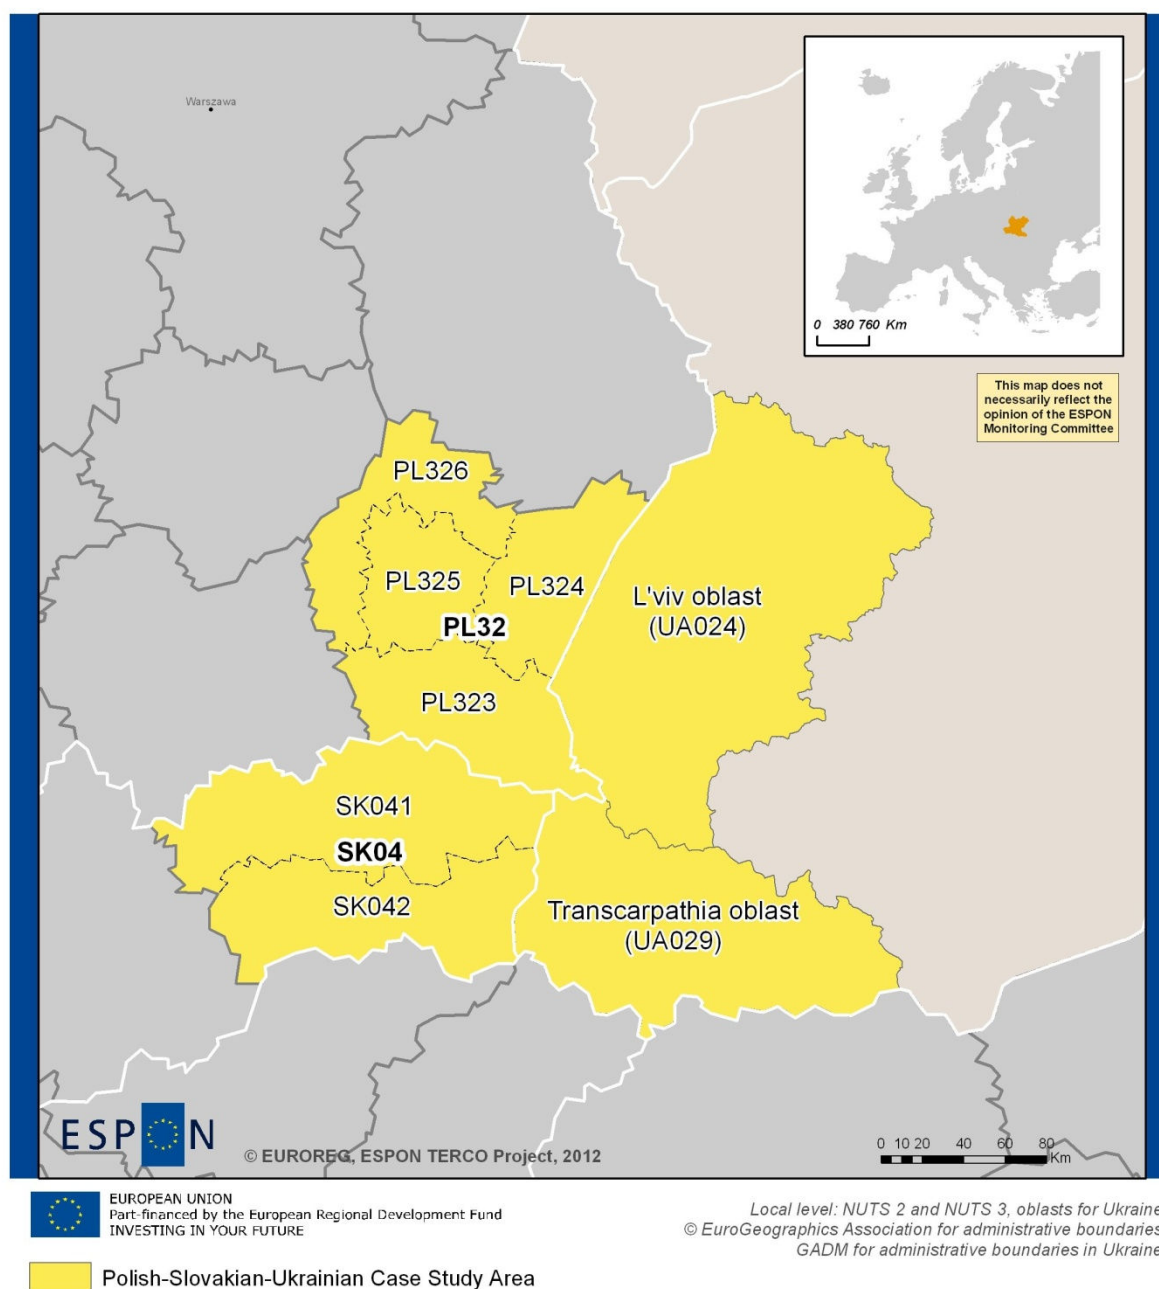 Warszawa
0 380 760 Km
This map does not
necessarily reflect the
opinion of the ESPON
Monitoring Committee
PL326
PL325
PL324
PL32
L'viv oblast
(UA024)
PL323
SK041
SK04
SK042
Transcarpathia oblast
(UA029)
ESPON
© EUROREG, ESPON TERCO Project, 2012
0 10 20 40 60 80
Km
EUROPEAN UNION
Part-financed by the European Regional Development Fund
INVESTING IN YOUR FUTURE
Local level: NUTS 2 and NUTS 3, oblasts for Ukraine
© EuroGeographics Association for administrative boundaries
GADM for administrative boundaries in Ukraine
Polish-Slovakian-Ukrainian Case Study Area